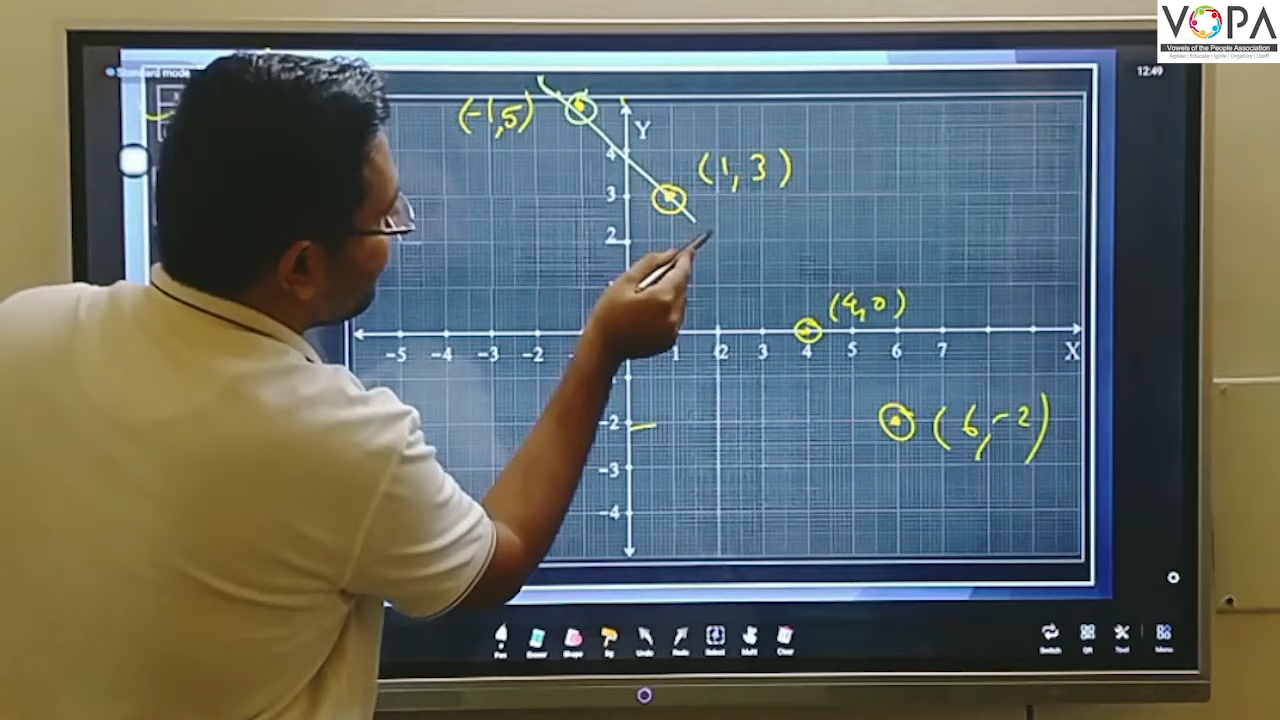 VOPA
Vowels of the People Association
Agitate | Educate | Ignite | Organize | Uplift
Standard mode
12:49
(-1,5)
Y
4
(1, 3)
3
2
(4,0)
-5 -4 -3 -2 1 2 3 4 5 6 7 X
-2
(6,-2)
-3
-4
Pen Eraser Shape Undo Redo Select Multi Clear
Switch QR Tool Menu